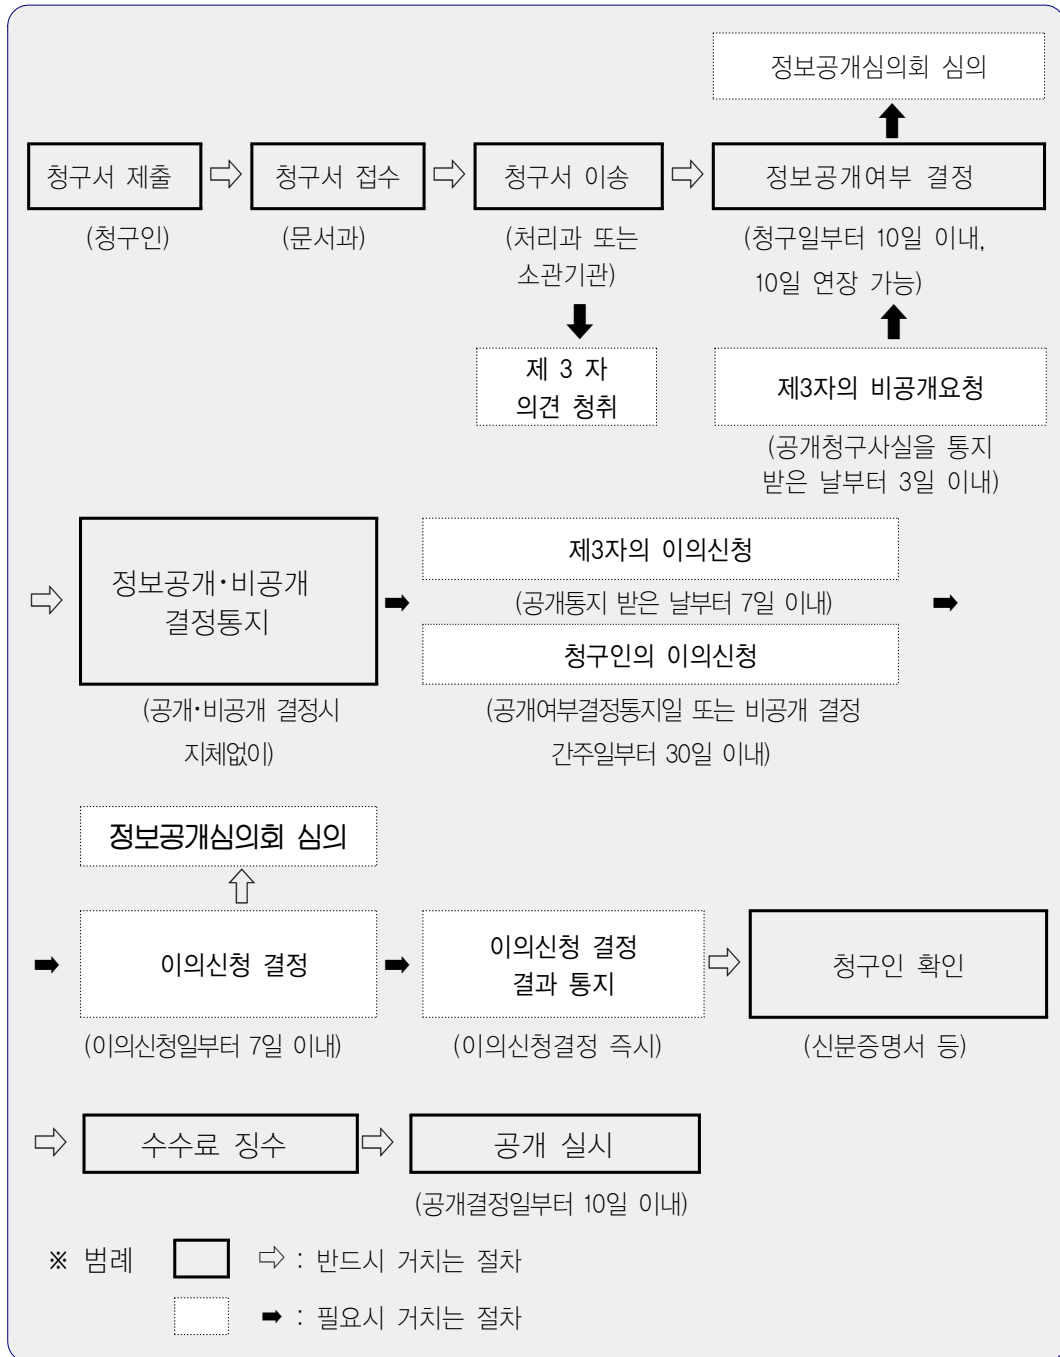 정보공개심의회 심의
청구서 제출 ⇨ 청구서 접수 ⇨ 청구서 이송 ⇨ 정보공개여부 결정
(청구인) (문서과) (처리과 또는 소관기관) (청구일부터 10일 이내,
10일 연장 가능)
제 3 자
의견 청취
제3자의 비공개요청
(공개청구사실을 통지
받은 날부터 3일 이내)
정보공개·비공개
결정통지
(공개·비공개 결정시
지체없이)
제3자의 이의신청
(공개통지 받은 날부터 7일 이내)
청구인의 이의신청
(공개여부결정통지일 또는 비공개 결정
간주일부터 30일 이내)
정보공개심의회 심의
이의신청 결정
(이의신청일부터 7일 이내)
이의신청 결정
결과 통지
(이의신청결정 즉시)
청구인 확인
(신분증명서 등)
수수료 징수
공개 실시
(공개결정일부터 10일 이내)
※ 범례 ⇨ : 반드시 거치는 절차
➡ : 필요시 거치는 절차